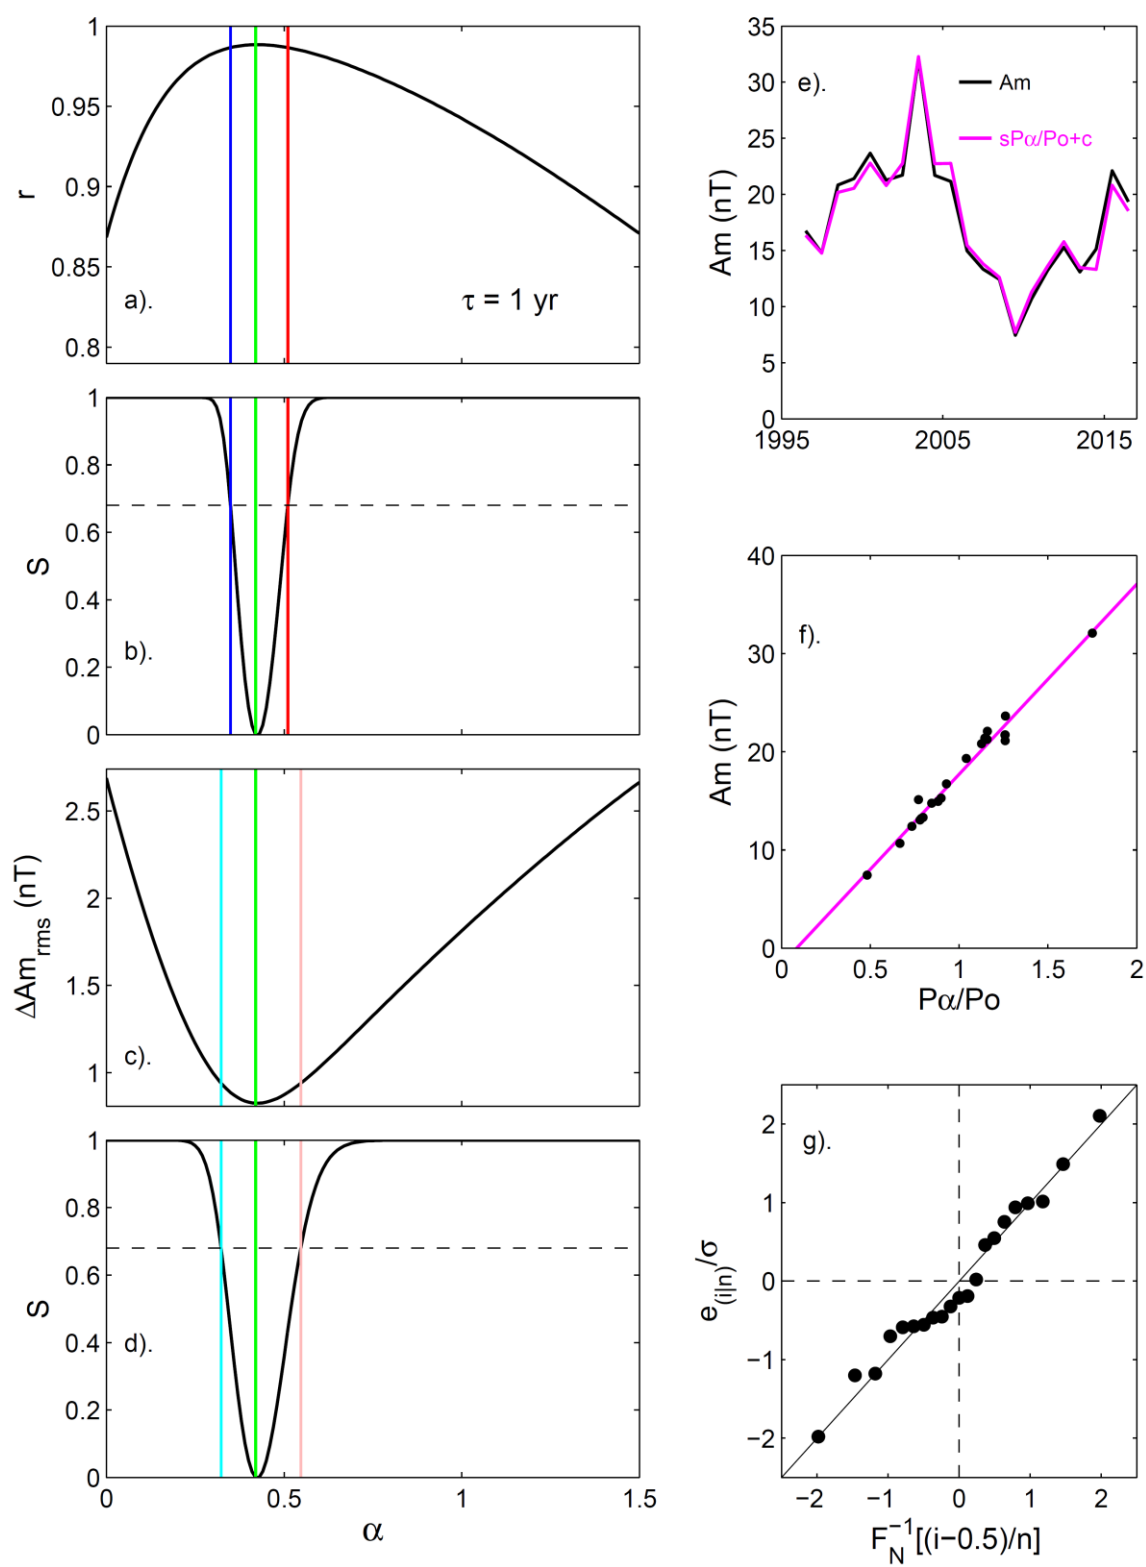 1
0.95
0.9
0.85
0.8
r
a).
τ = 1 yr
1
0.8
0.6
0.4
0.2
0
S
b).
2.5
2
1.5
1
ΔAm_rms (nT)
c).
1
0.8
0.6
0.4
0.2
0
S
d).
0 0.5 1 1.5
α
35
30
25
20
15
10
5
0
Am (nT)
e).
Am
sPα/Po+c
1995 2005 2015
40
30
20
10
0
Am (nT)
f).
0 0.5 1 1.5 2
Pα/Po
2
1
0
−1
−2
e_(i|n)/σ
g).
−2 −1 0 1 2
F_N^−1[(i−0.5)/n]